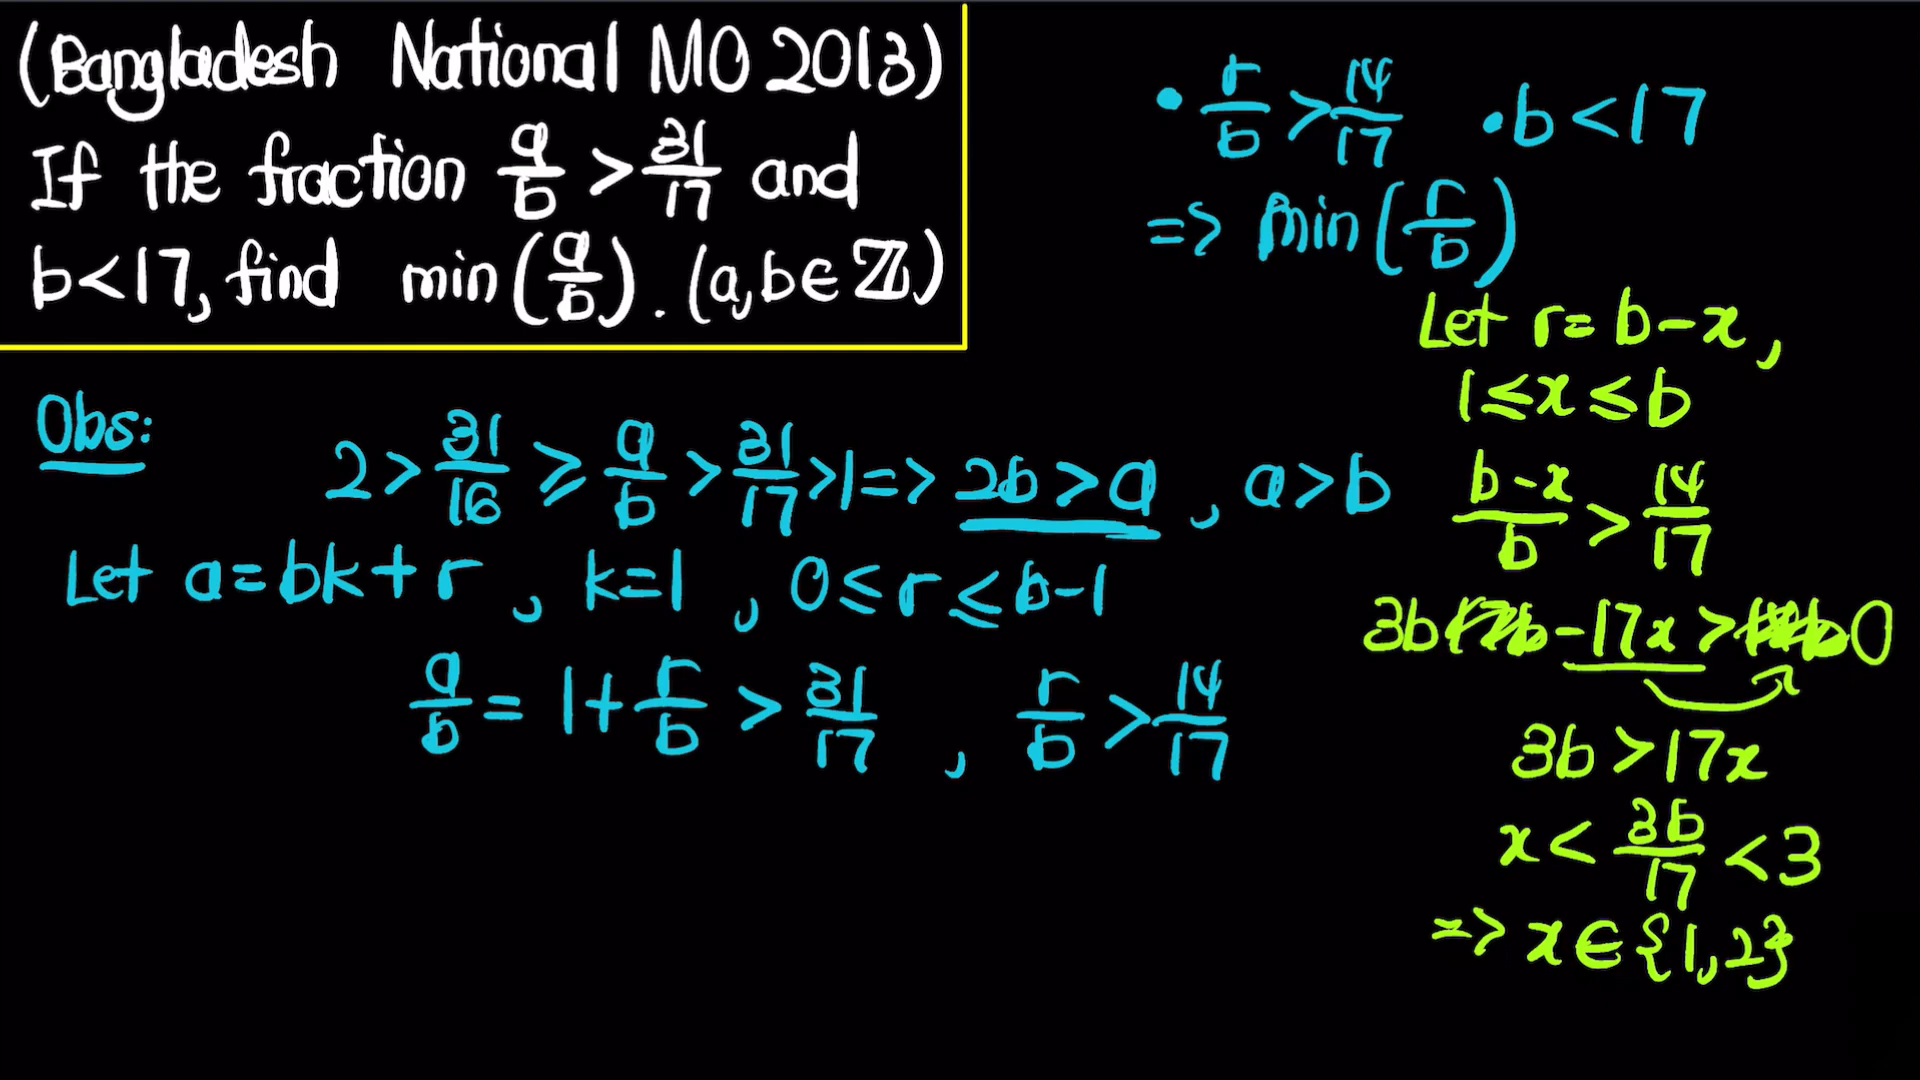 (Bangladesh National MO 2013)
If the fraction a/b > 31/17 and
b<17, find min(a/b). (a,b∈ℤ)
Obs:
2 > 31/16 ≥ a/b > 31/17 >1 => 2b>a, a>b
Let a=bk+r, k=1, 0≤r≤b-1
a/b = 1+ r/b > 31/17, r/b > 14/17
• r/b > 14/17 •b<17
=> min(r/b)
Let r=b-x,
1≤x≤b
b-x/b > 14/17
3b -17x > 0
3b>17x
x< 3b/17 <3
=> x∈{1,2}